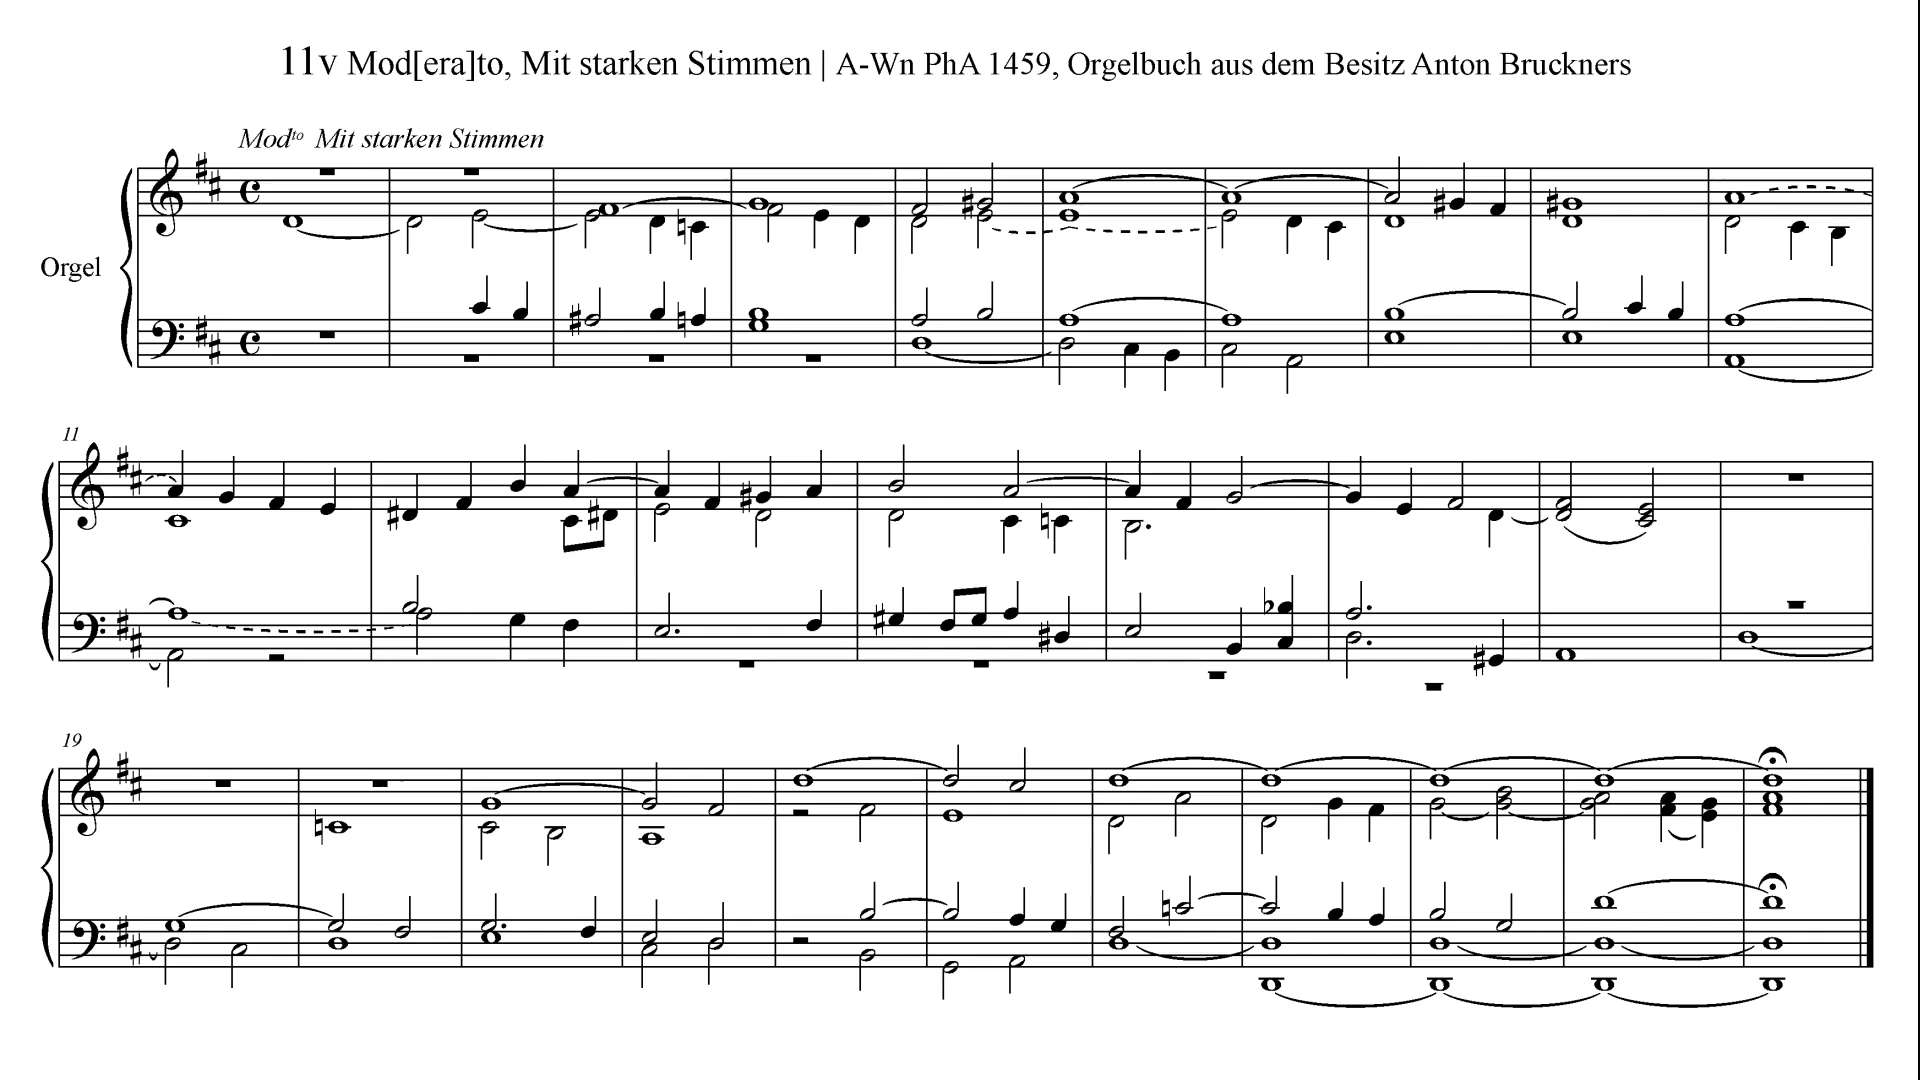 11v Mod[era]to, Mit starken Stimmen | A-Wn PhA 1459, Orgelbuch aus dem Besitz Anton Bruckners
Modto Mit starken Stimmen
Orgel
11
19